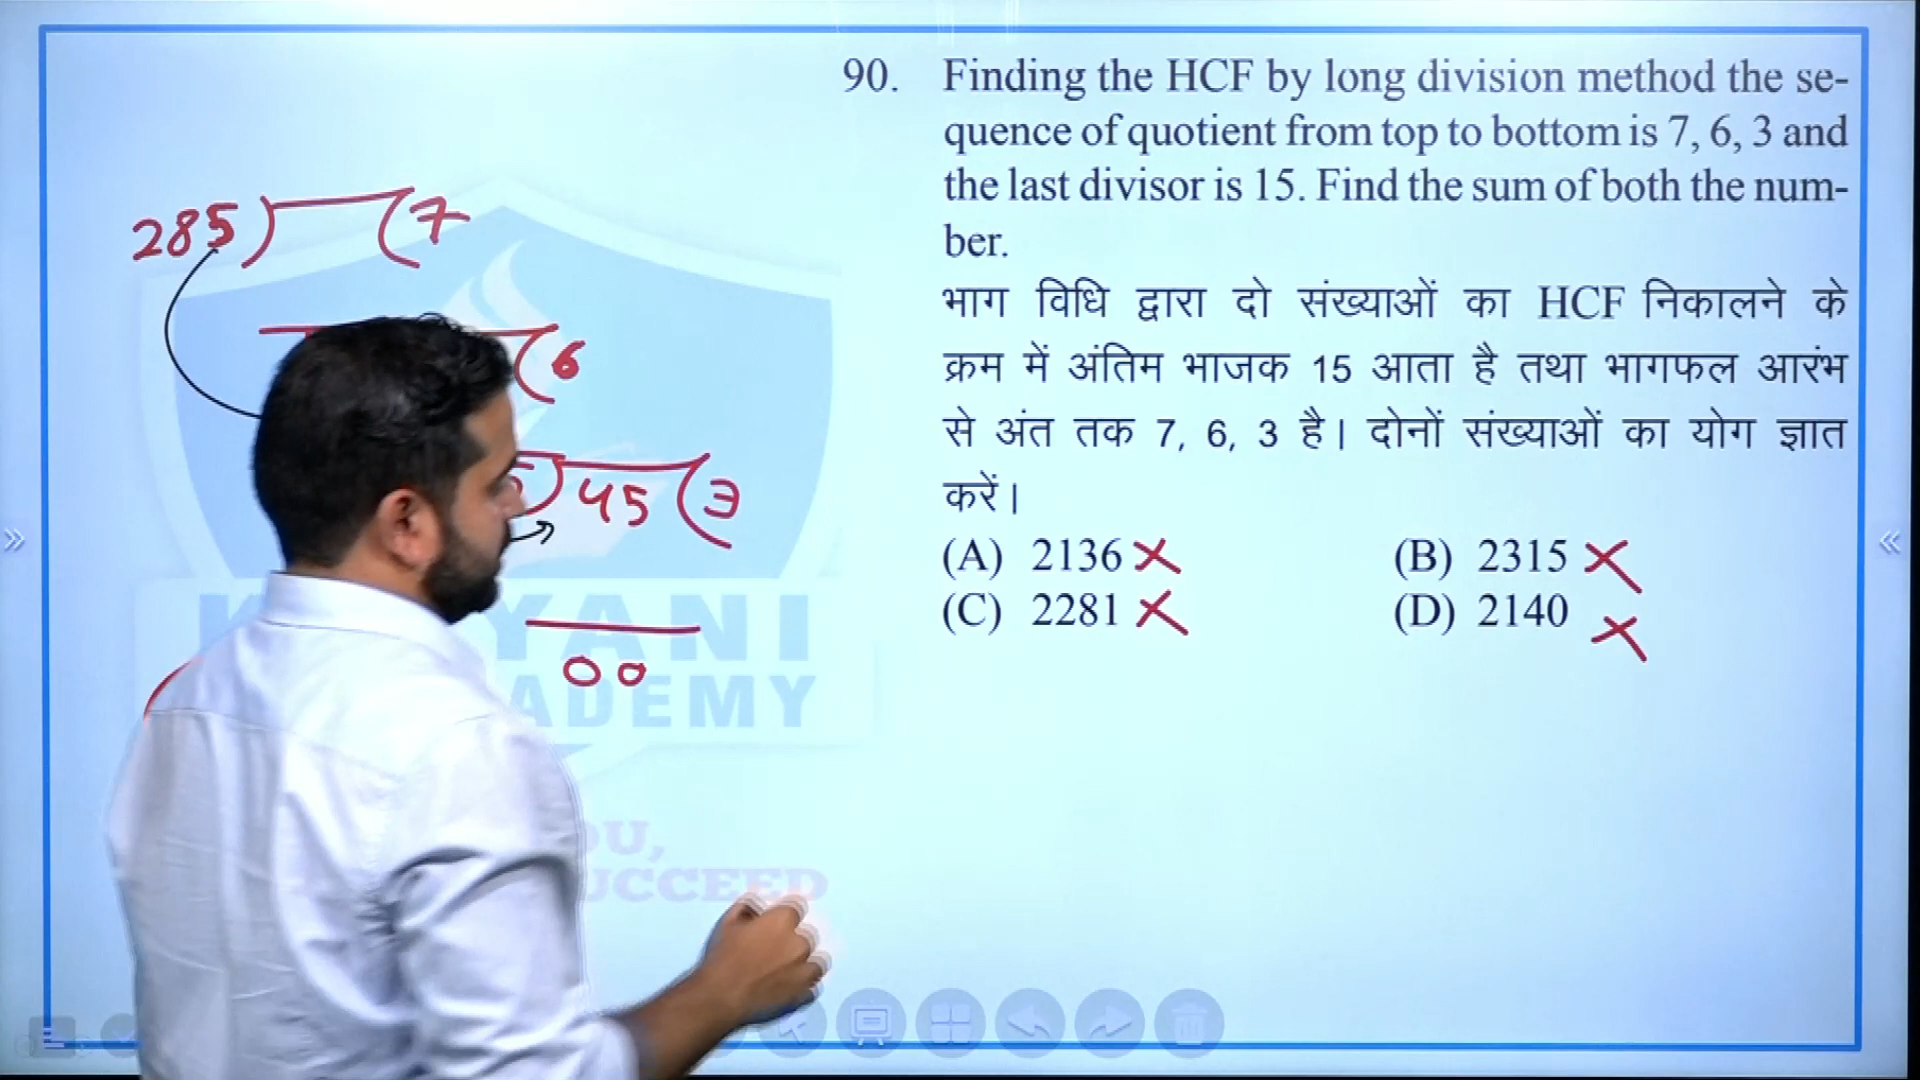 90. Finding the HCF by long division method the se-
quence of quotient from top to bottom is 7, 6, 3 and
the last divisor is 15. Find the sum of both the num-
ber.
भाग विधि द्वारा दो संख्याओं का HCF निकालने के
क्रम में अंतिम भाजक 15 आता है तथा भागफल आरंभ
से अंत तक 7, 6, 3 है। दोनों संख्याओं का योग ज्ञात
करें।
(A) 2136 (B) 2315
(C) 2281 (D) 2140
285 7
6
45 3
00